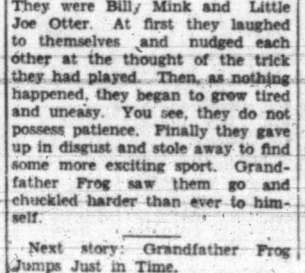 They were Billy Mink and Little
Joe Otter. At first they laughed
to themselves and nudged each
other at the thought of the trick
they had played. Then, as nothing
happened, they began to grow tired
and uneasy. You see, they do not
possess patience. Finally they gave
up in disgust and stole away to find
some more exciting sport. Grand-
father Frog saw them go and
chuckled harder than ever to him-
self.
Next story: Grandfather Frog
Jumps Just in Time.